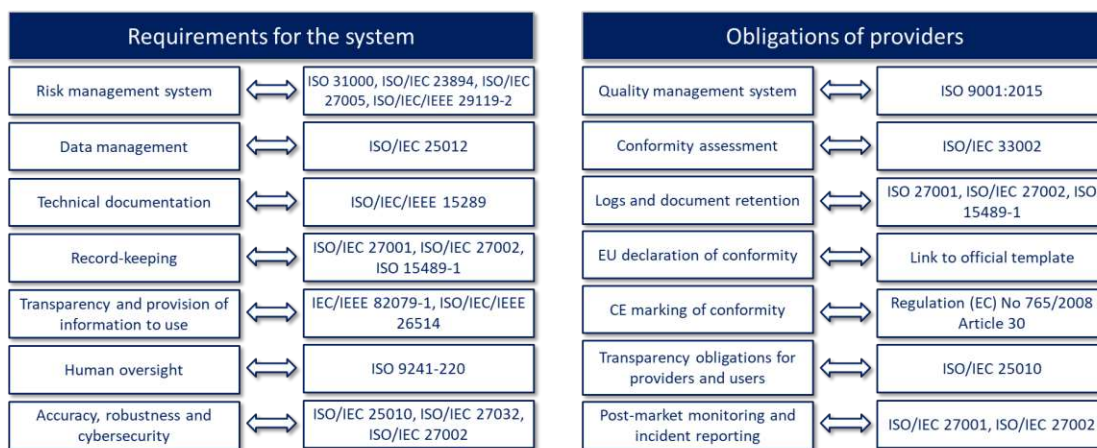 Requirements for the system
Risk management system
ISO 31000, ISO/IEC 23894, ISO/IEC
27005, ISO/IEC/IEEE 29119-2
Data management
ISO/IEC 25012
Technical documentation
ISO/IEC/IEEE 15289
Record-keeping
ISO/IEC 27001, ISO/IEC 27002,
ISO 15489-1
Transparency and provision of
information to use
IEC/IEEE 82079-1, ISO/IEC/IEEE
26514
Human oversight
ISO 9241-220
Accuracy, robustness and
cybersecurity
ISO/IEC 25010, ISO/IEC 27032,
ISO/IEC 27002
Obligations of providers
Quality management system
ISO 9001:2015
Conformity assessment
ISO/IEC 33002
Logs and document retention
ISO 27001, ISO/IEC 27002, ISO
15489-1
EU declaration of conformity
Link to official template
CE marking of conformity
Regulation (EC) No 765/2008
Article 30
Transparency obligations for
providers and users
ISO/IEC 25010
Post-market monitoring and
incident reporting
ISO/IEC 27001, ISO/IEC 27002